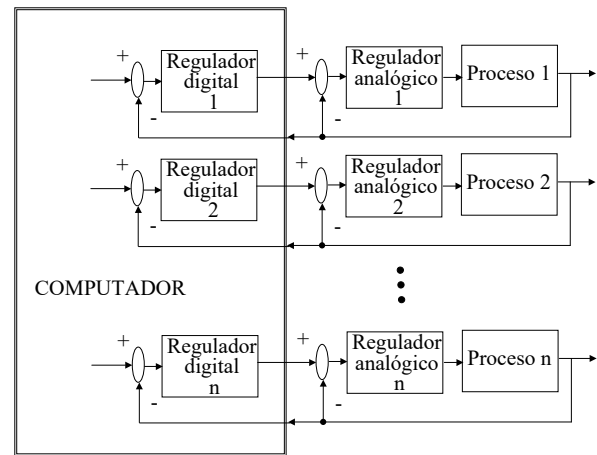 +
+
Regulador
digital
1
Regulador
analógico
1
Proceso 1
-
-
+
+
Regulador
digital
2
Regulador
analógico
2
Proceso 2
-
-
COMPUTADOR
+
+
Regulador
digital
n
Regulador
analógico
n
Proceso n
-
-